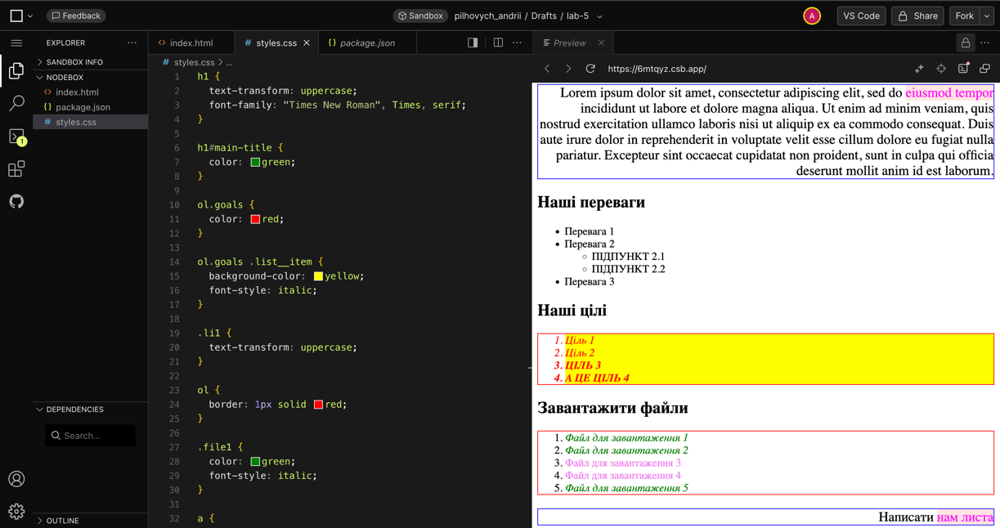 Feedback
Sandbox pilhovych_andrii / Drafts / lab-5
A
VS Code
Share
Fork
EXPLORER
SANDBOX INFO
NODEBOX
index.html
package.json
styles.css
1
DEPENDENCIES
Search...
OUTLINE
index.html
styles.css
package.json
# styles.css > ...
1 h1 {
2 text-transform: uppercase;
3 font-family: "Times New Roman", Times, serif;
4 }
5
6 h1#main-title {
7 color: green;
8 }
9
10 ol.goals {
11 color: red;
12 }
13
14 ol.goals .list__item {
15 background-color: yellow;
16 font-style: italic;
17 }
18
19 .li1 {
20 text-transform: uppercase;
21 }
22
23 ol {
24 border: 1px solid red;
25 }
26
27 .file1 {
28 color: green;
29 font-style: italic;
30 }
31
32 a {
Preview
https://6mtqyz.csb.app/
Lorem ipsum dolor sit amet, consectetur adipiscing elit, sed do eiusmod tempor
incididunt ut labore et dolore magna aliqua. Ut enim ad minim veniam, quis
nostrud exercitation ullamco laboris nisi ut aliquip ex ea commodo consequat. Duis
aute irure dolor in reprehenderit in voluptate velit esse cillum dolore eu fugiat nulla
pariatur. Excepteur sint occaecat cupidatat non proident, sunt in culpa qui officia
deserunt mollit anim id est laborum.
Наші переваги
• Перевага 1
• Перевага 2
◦ ПІДПУНКТ 2.1
◦ ПІДПУНКТ 2.2
• Перевага 3
Наші цілі
1. Ціль 1
2. Ціль 2
3. ЦІЛЬ 3
4. А ЦЕ ЦІЛЬ 4
Завантажити файли
1. Файл для завантаження 1
2. Файл для завантаження 2
3. Файл для завантаження 3
4. Файл для завантаження 4
5. Файл для завантаження 5
Написати нам листа